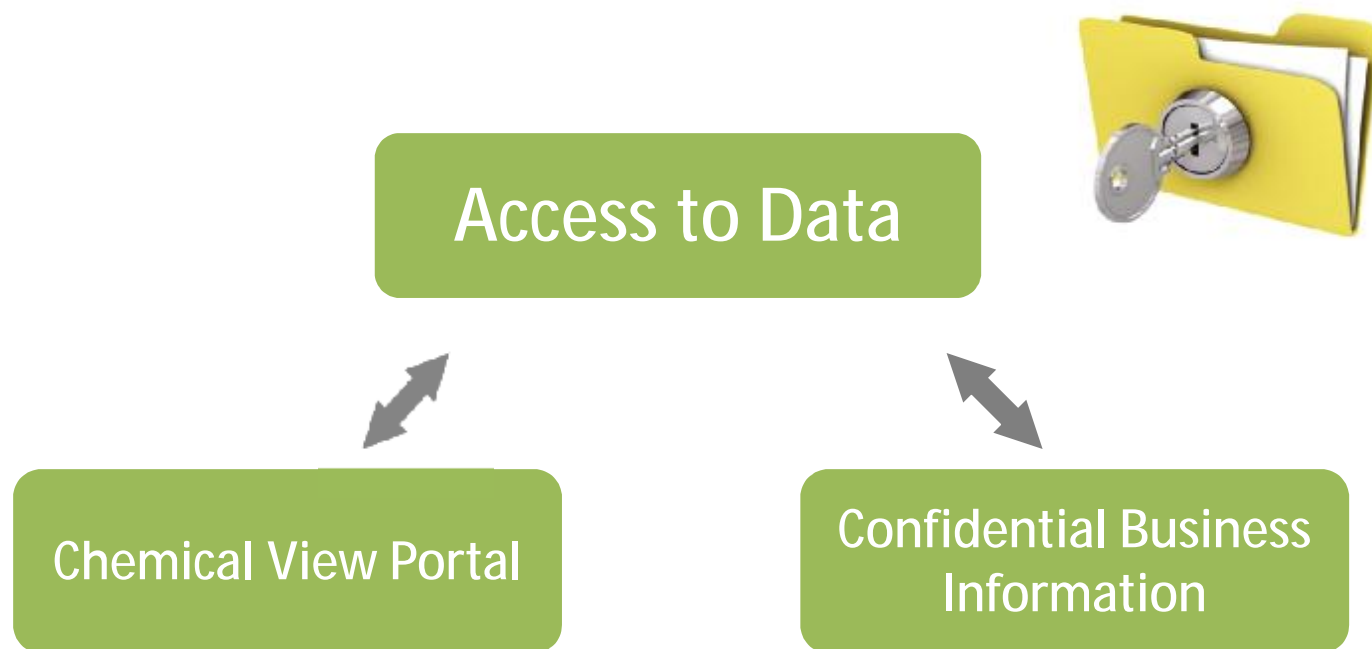 Access to Data
Chemical View Portal
Confidential Business
Information